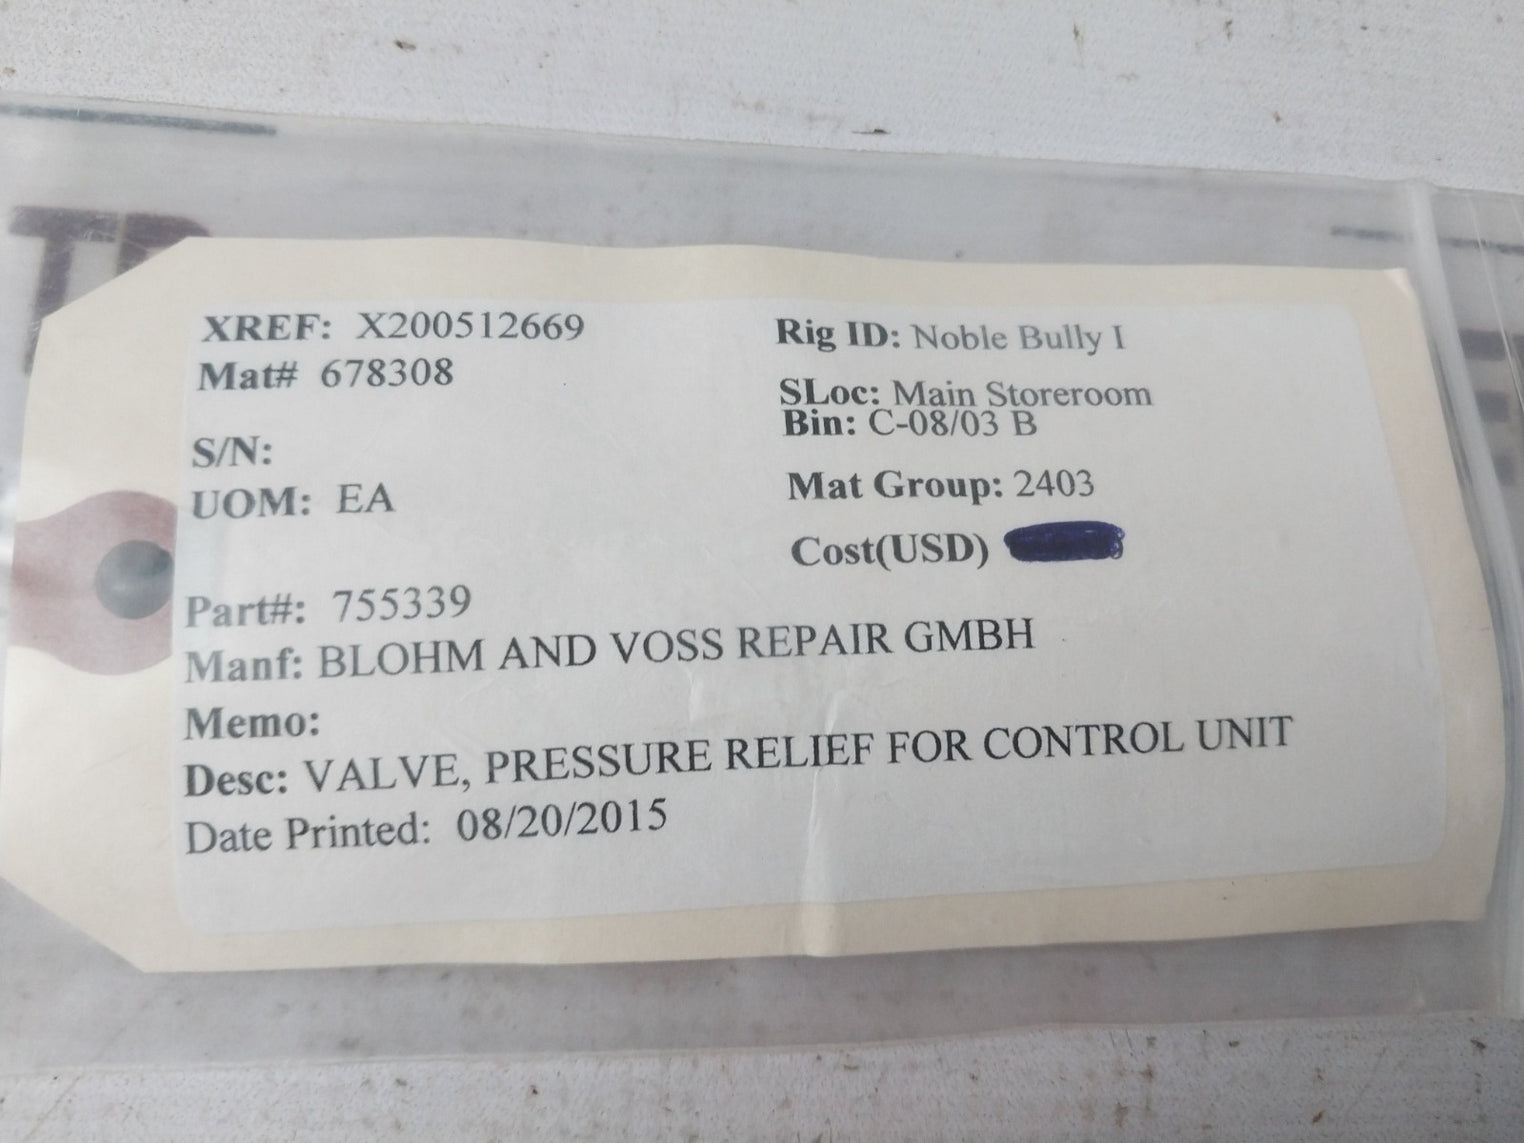 XREF: X200512669
Mat# 678308
S/N:
UOM: EA
Rig ID: Noble Bully I
SLoc: Main Storeroom
Bin: C-08/03 B
Mat Group: 2403
Cost(USD)
Part#: 755339
Manf: BLOHM AND VOSS REPAIR GMBH
Memo:
Desc: VALVE, PRESSURE RELIEF FOR CONTROL UNIT
Date Printed: 08/20/2015